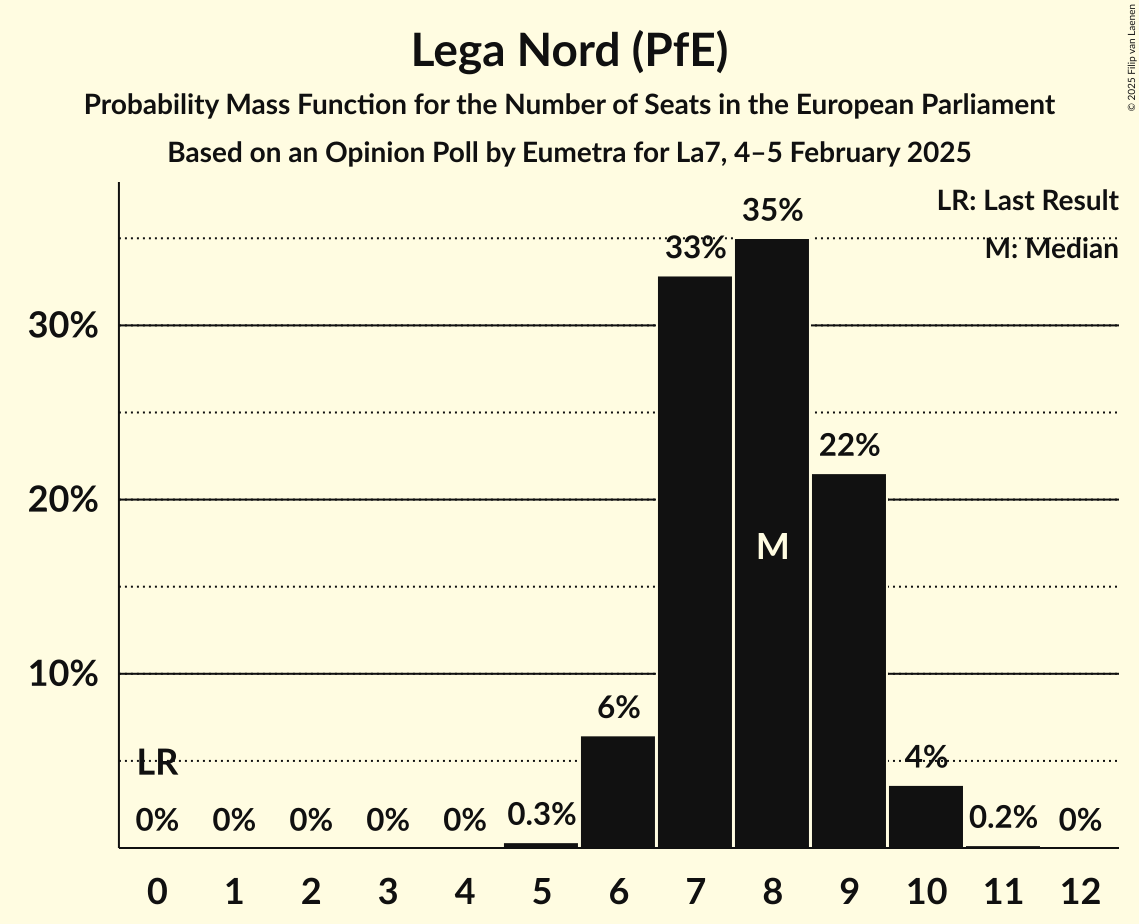 Lega Nord (PfE)
Probability Mass Function for the Number of Seats in the European Parliament
Based on an Opinion Poll by Eumetra for La7, 4–5 February 2025
© 2025 Filip van Laenen
LR: Last Result
M: Median
35%
33%
30%
22%
20%
M
10%
6%
LR
4%
0% 0% 0% 0% 0% 0.3% 0.2% 0%
0 1 2 3 4 5 6 7 8 9 10 11 12